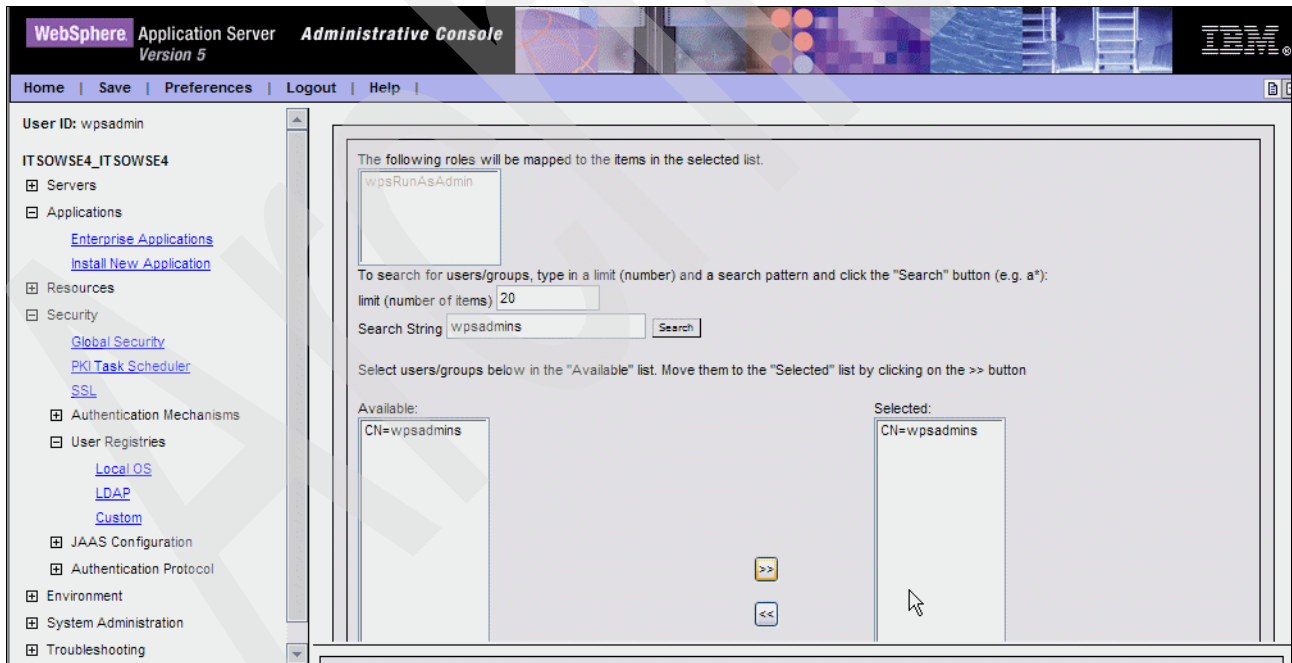 WebSphere. Application Server Administrative Console
Version 5
IBM®
Home | Save | Preferences | Logout | Help |
User ID: wpsadmin
ITSOWSE4_ITSOWSE4
Servers
Applications
Enterprise Applications
Install New Application
Resources
Security
Global Security
PKI Task Scheduler
SSL
Authentication Mechanisms
User Registries
Local OS
LDAP
Custom
JAAS Configuration
Authentication Protocol
Environment
System Administration
Troubleshooting
The following roles will be mapped to the items in the selected list.
wpsRunAsAdmin
To search for users/groups, type in a limit (number) and a search pattern and click the "Search" button (e.g. a*):
limit (number of items) 20
Search String wpsadmins Search
Select users/groups below in the "Available" list. Move them to the "Selected" list by clicking on the >> button
Available: Selected:
CN=wpsadmins CN=wpsadmins
>>
<<